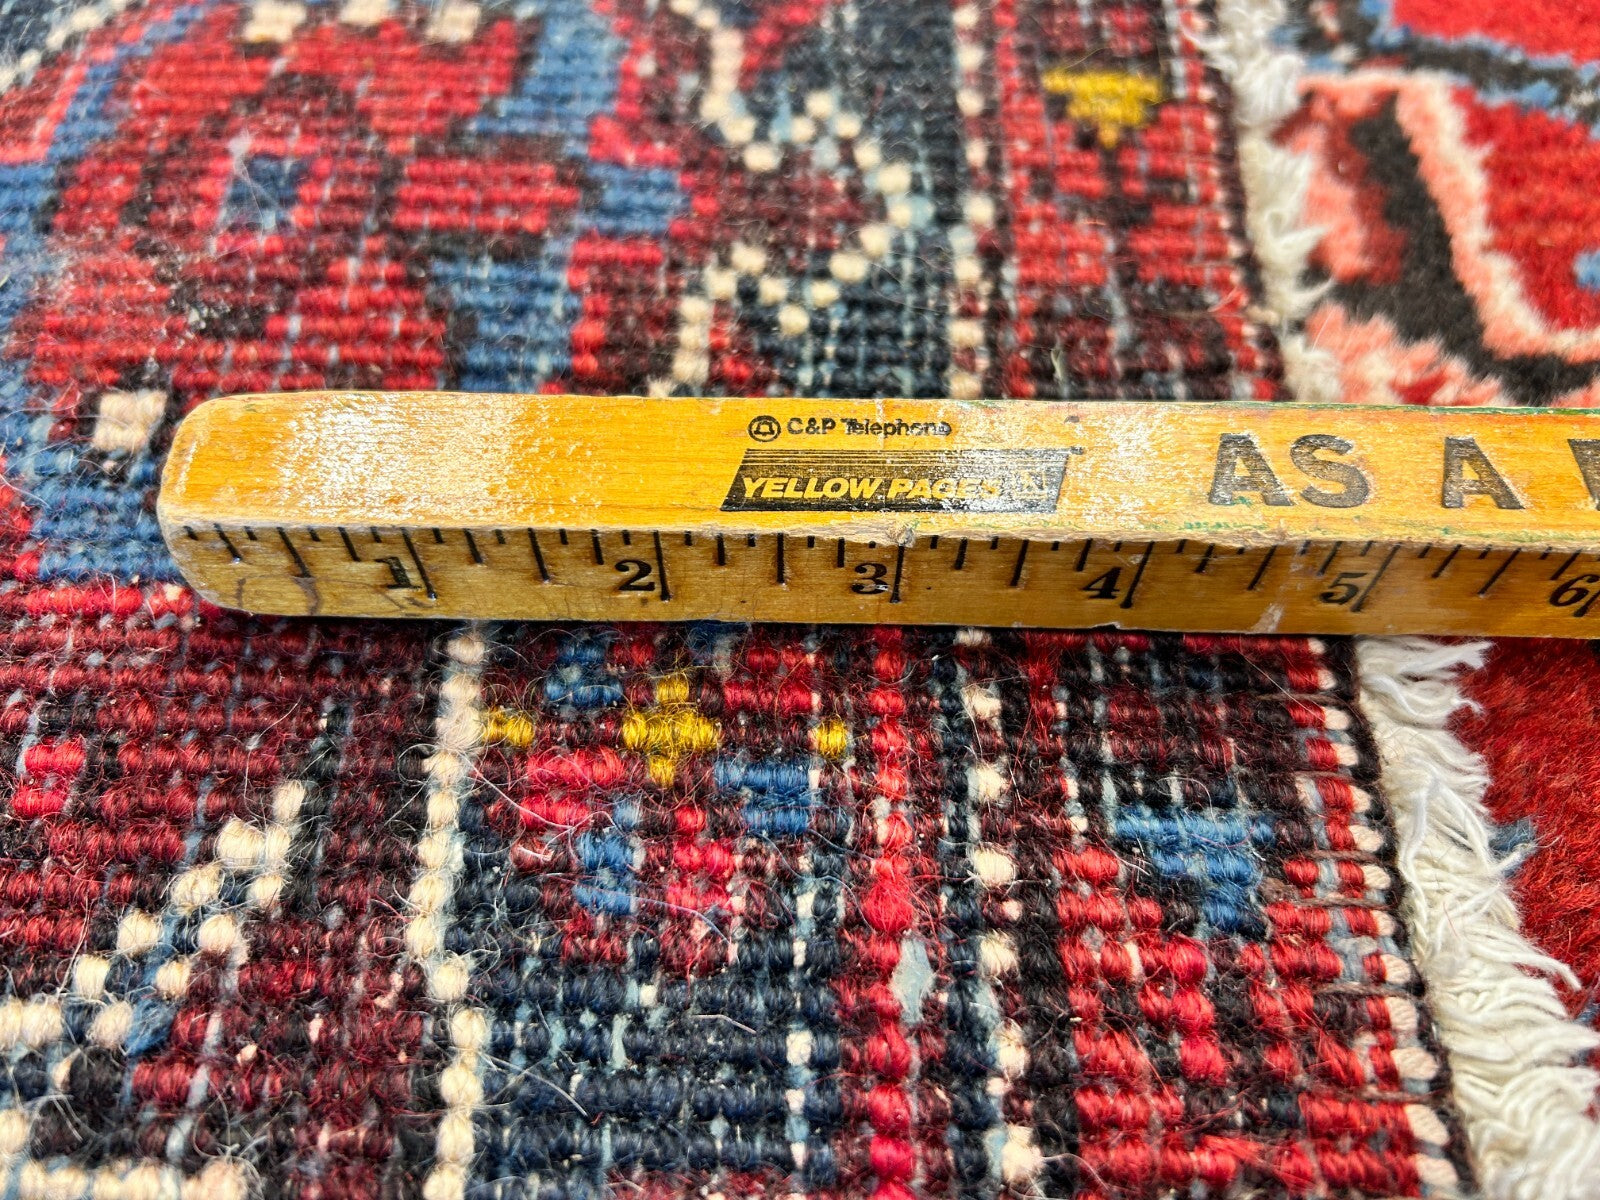 C&P Telephone
YELLOW PAGES
AS A
1 2 3 4 5 6